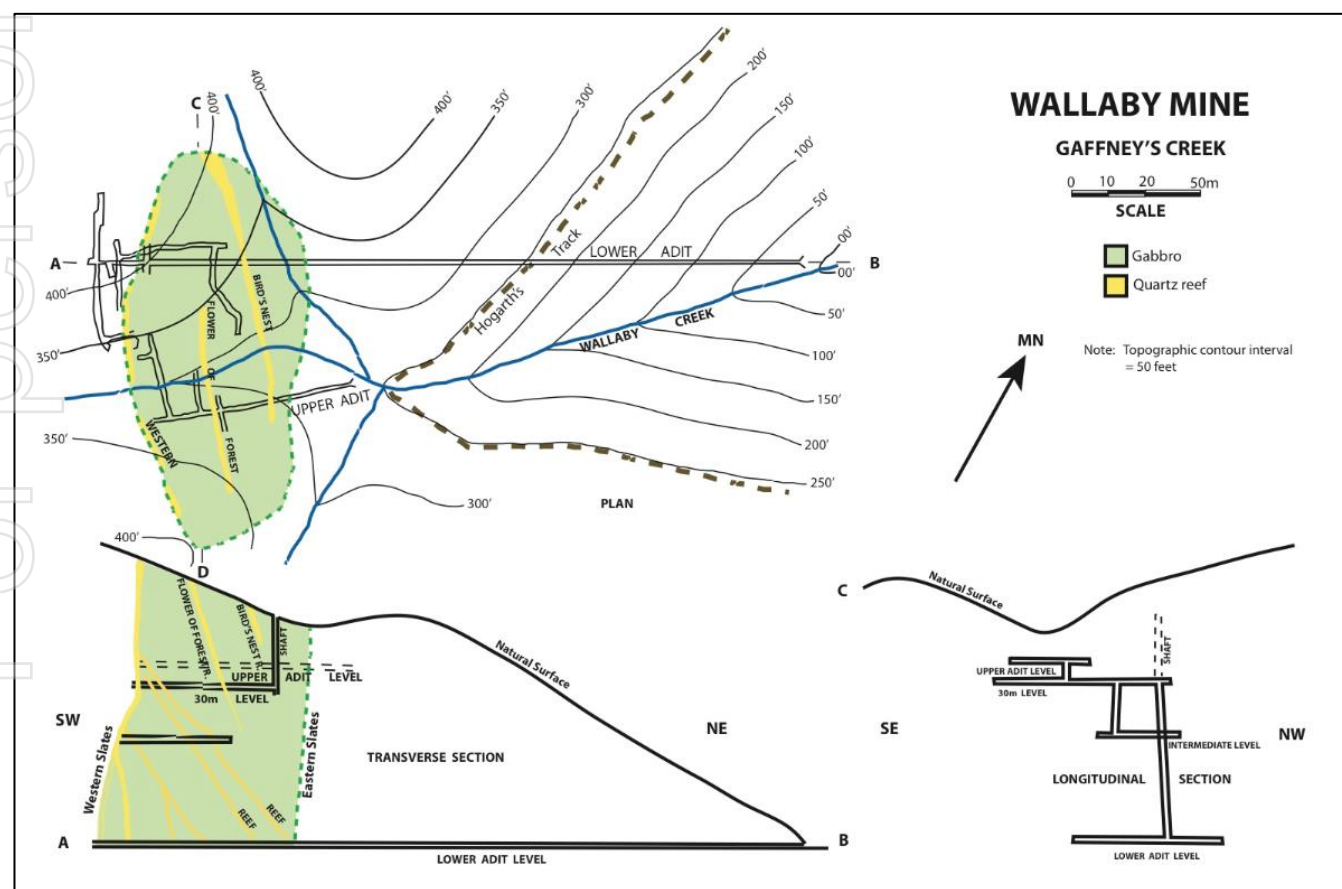 WALLABY MINE
GAFFNEY'S CREEK
0 10 20 50m
SCALE
Gabbro
Quartz reef
MN
Note: Topographic contour interval
= 50 feet
C
400'
400'
400'
350'
300'
200'
150'
100'
50'
00'
00'
50'
100'
150'
200'
250'
300'
A
B
LOWER ADIT
Hogarth's Track
WALLABY CREEK
400'
350'
350'
400'
BIRD'S NEST
FLOWER OF FOREST
WESTERN
UPPER ADIT
PLAN
D
FLOWER OF FOREST R.
BIRD'S NEST R.
SHAFT
UPPER ADIT LEVEL
30m LEVEL
Natural Surface
SW
NE
Western Slates
Eastern Slates
TRANSVERSE SECTION
REEF
REEF
A
B
LOWER ADIT LEVEL
C
Natural Surface
SHAFT
UPPER ADIT LEVEL
30m LEVEL
SE
NW
INTERMEDIATE LEVEL
LONGITUDINAL SECTION
LOWER ADIT LEVEL